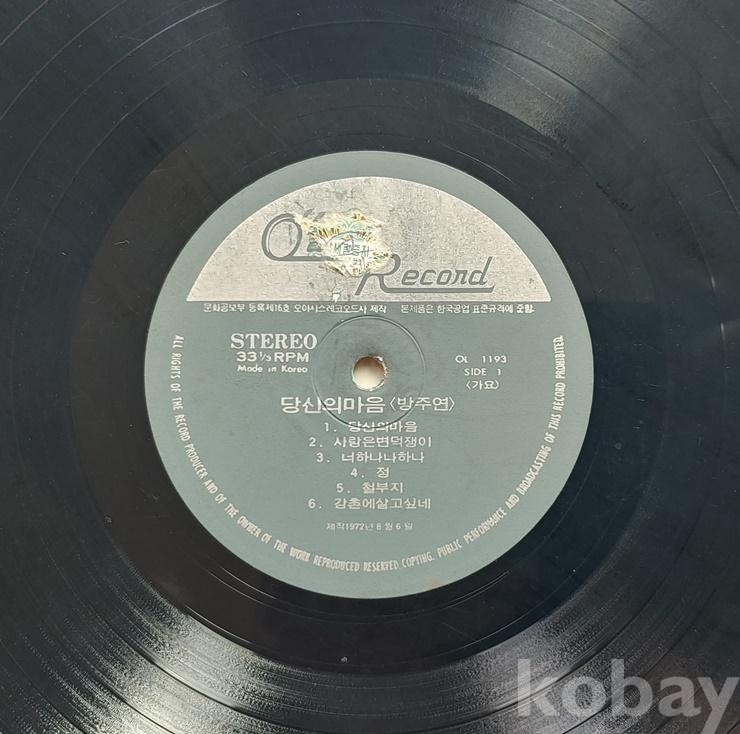 Record
문화공보부 등록제16호 오아시스레코오드사 제작 본제품은 한국공업 표준규격에 준함.
STEREO
33 1/3 RPM
Made in Korea
OL 1193
SIDE 1
〈가요〉
당신의마음 〈방주연〉
1. 당신의마음
2. 사랑은변덕쟁이
3. 너하나나하나
4. 정
5. 철부지
6. 강촌에살고싶네
제작1972년 8월 6일
ALL RIGHTS OF THE RECORD PRODUCER AND OF THE OWNER OF THE WORK REPRODUCED RESERVED. COPYING. PUBLIC PERFORMANCE AND BROADCASTING OF THIS RECORD PROHIBITED.
kobay